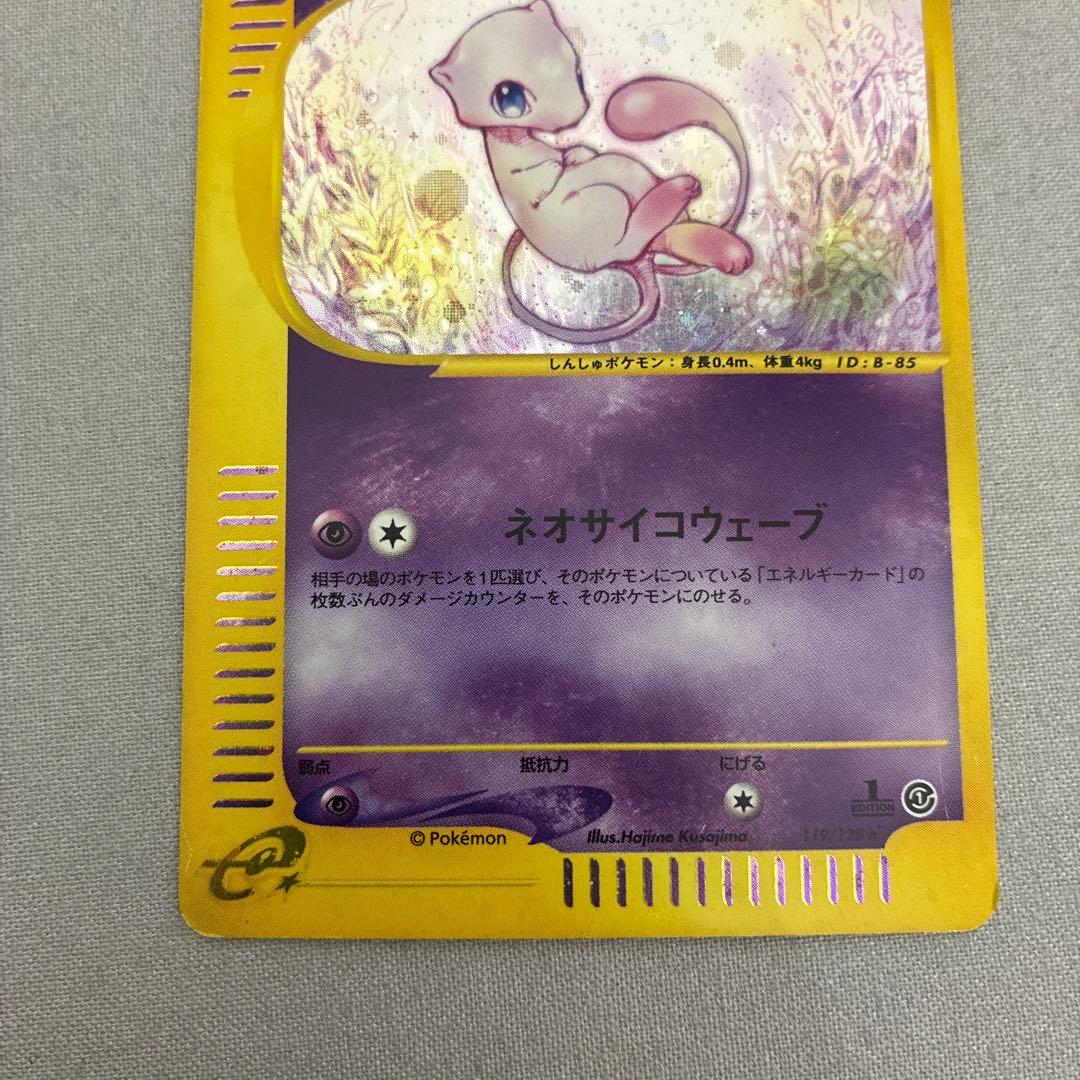 しんしゅポケモン：身長0.4m、体重4kg ID：B-85
ネオサイコウェーブ
相手の場のポケモンを1匹選び、そのポケモンについている「エネルギーカード」の
枚数ぶんのダメージカウンターを、そのポケモンにのせる。
弱点 抵抗力 にげる
1 EDITION
© Pokémon Illus.Hajime Kusajima 119/128★
e